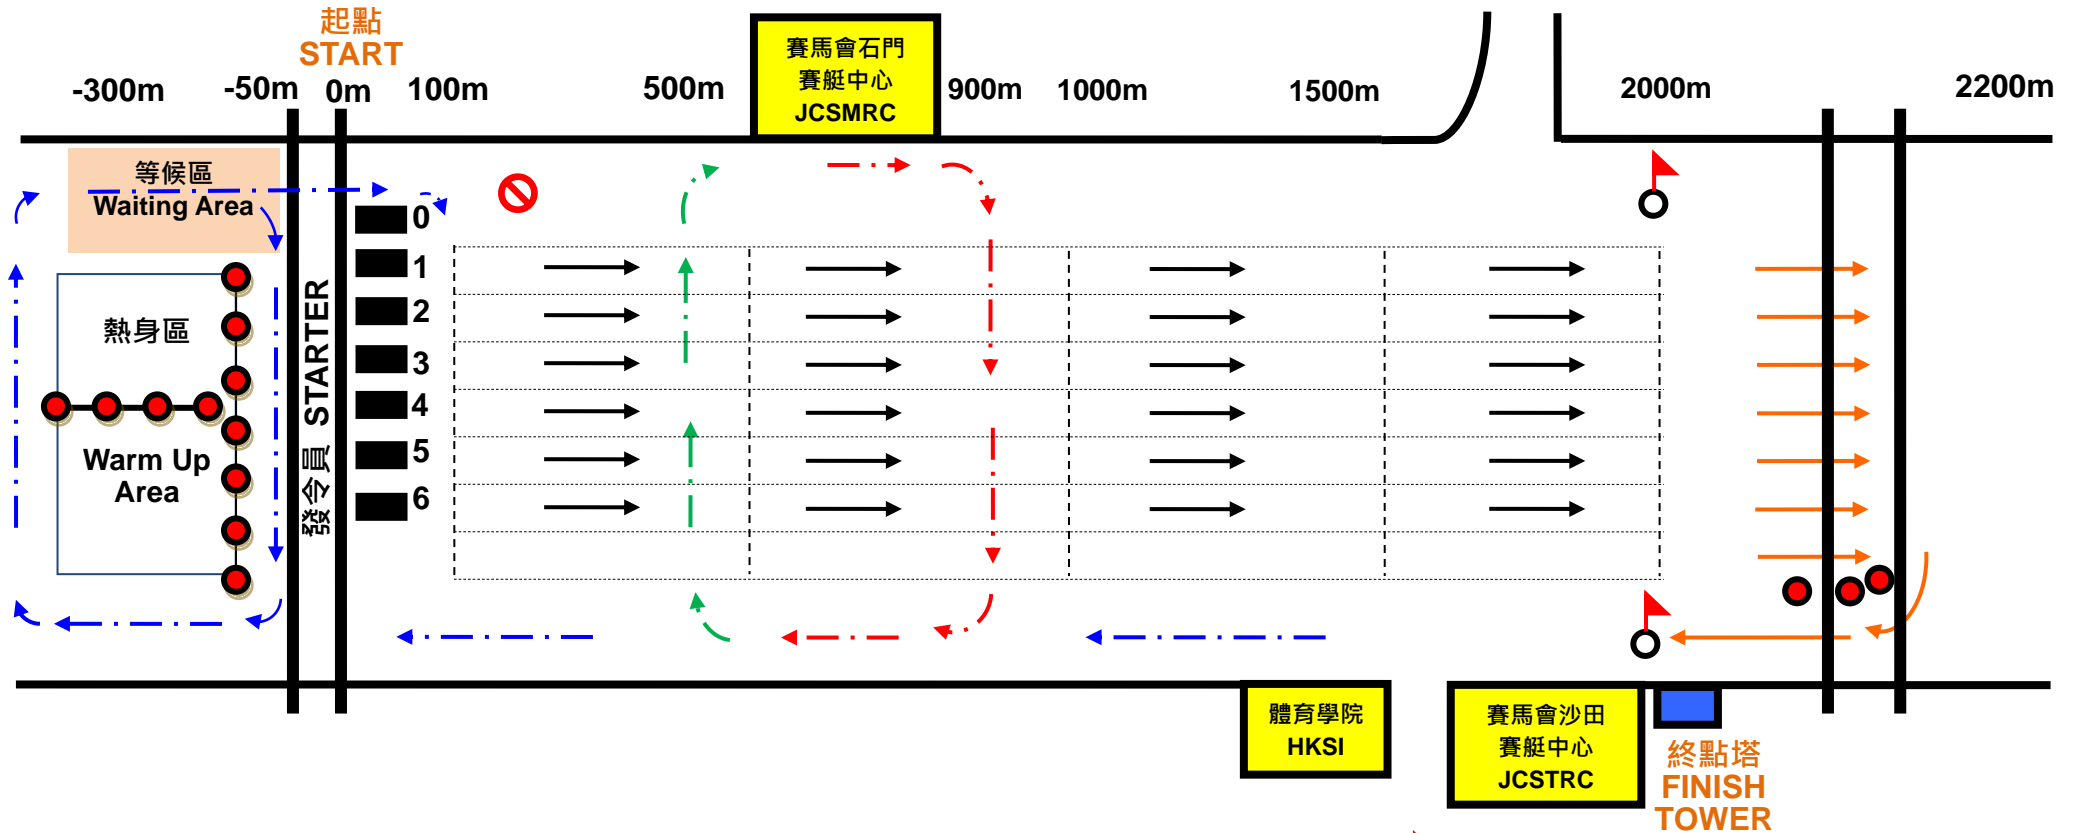 起點
START
-300m
-50m
0m
100m
500m
賽馬會石門
賽艇中心
JCSMRC
900m
1000m
1500m
2000m
2200m
等候區
Waiting Area
0
1
2
3
4
5
6
熱身區
Warm Up
Area
發令員 STARTER
體育學院
HKSI
賽馬會沙田
賽艇中心
JCSTRC
終點塔
FINISH
TOWER